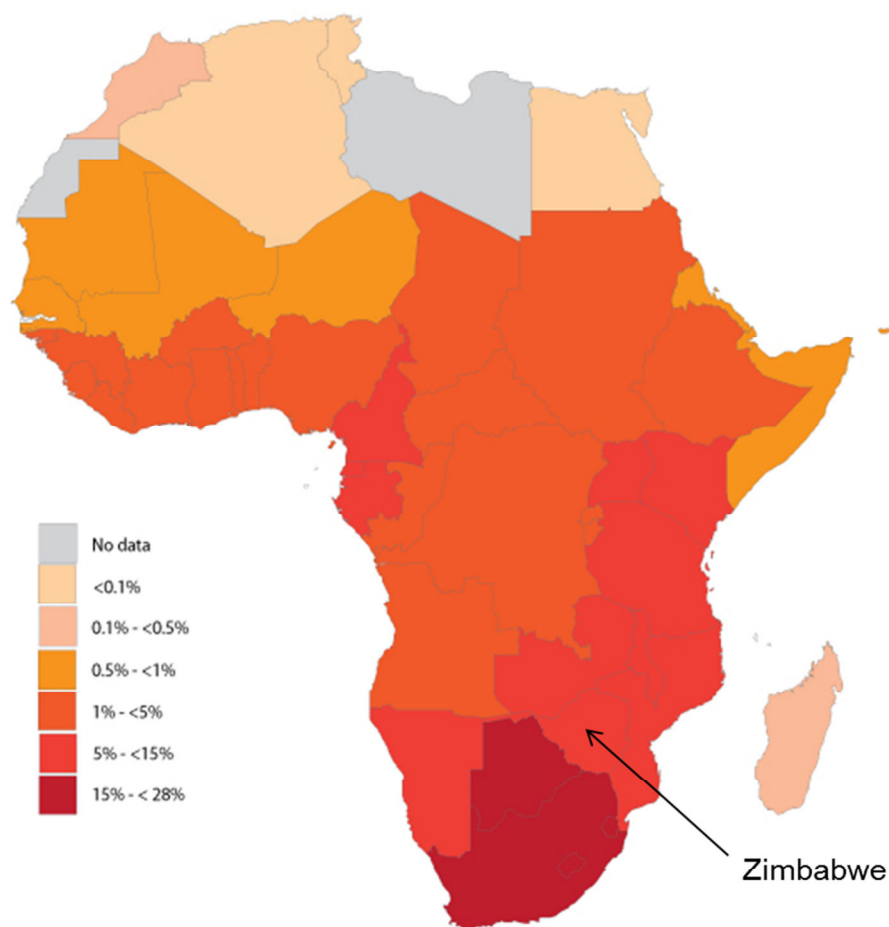 No data
<0.1%
0.1% - <0.5%
0.5% - <1%
1% - <5%
5% - <15%
15% - < 28%
Zimbabwe